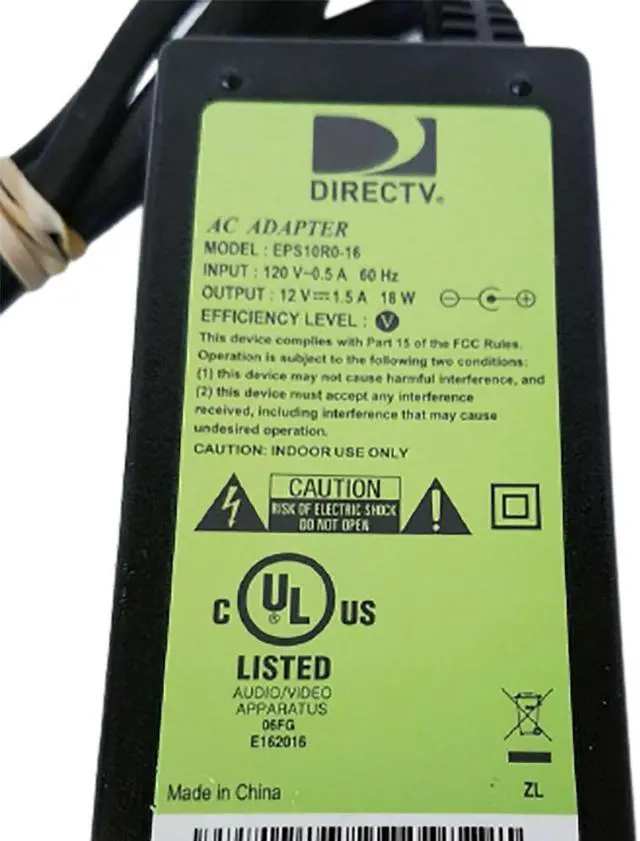 DIRECTV®
AC ADAPTER
MODEL : EPS10R0-16
INPUT : 120 V~0.5 A 60 Hz
OUTPUT : 12 V⎓1.5 A 18 W
EFFICIENCY LEVEL : V
This device complies with Part 15 of the FCC Rules.
Operation is subject to the following two conditions:
(1) this device may not cause harmful interference, and
(2) this device must accept any interference
received, including interference that may cause
undesired operation.
CAUTION: INDOOR USE ONLY
CAUTION
RISK OF ELECTRIC SHOCK
DO NOT OPEN
C UL® US
LISTED
AUDIO/VIDEO
APPARATUS
06FG
E162016
Made in China
ZL